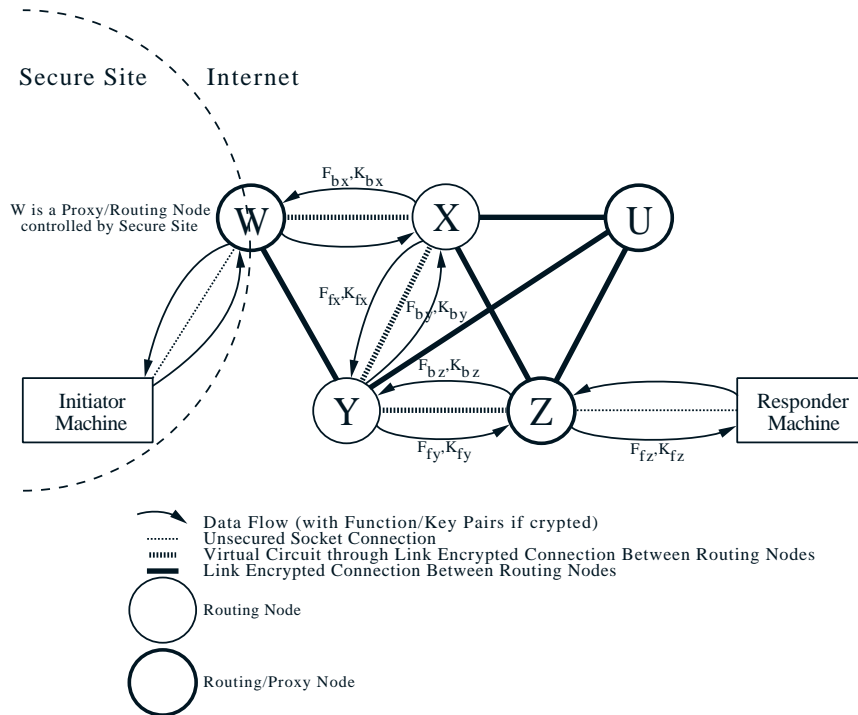 Secure Site Internet
F_bx,K_bx
W is a Proxy/Routing Node
controlled by Secure Site
W
X
U
F_fx,K_fx
F_by,K_by
F_bz,K_bz
Initiator
Machine
Y
Z
Responder
Machine
F_fy,K_fy
F_fz,K_fz
Data Flow (with Function/Key Pairs if crypted)
Unsecured Socket Connection
Virtual Circuit through Link Encrypted Connection Between Routing Nodes
Link Encrypted Connection Between Routing Nodes
Routing Node
Routing/Proxy Node